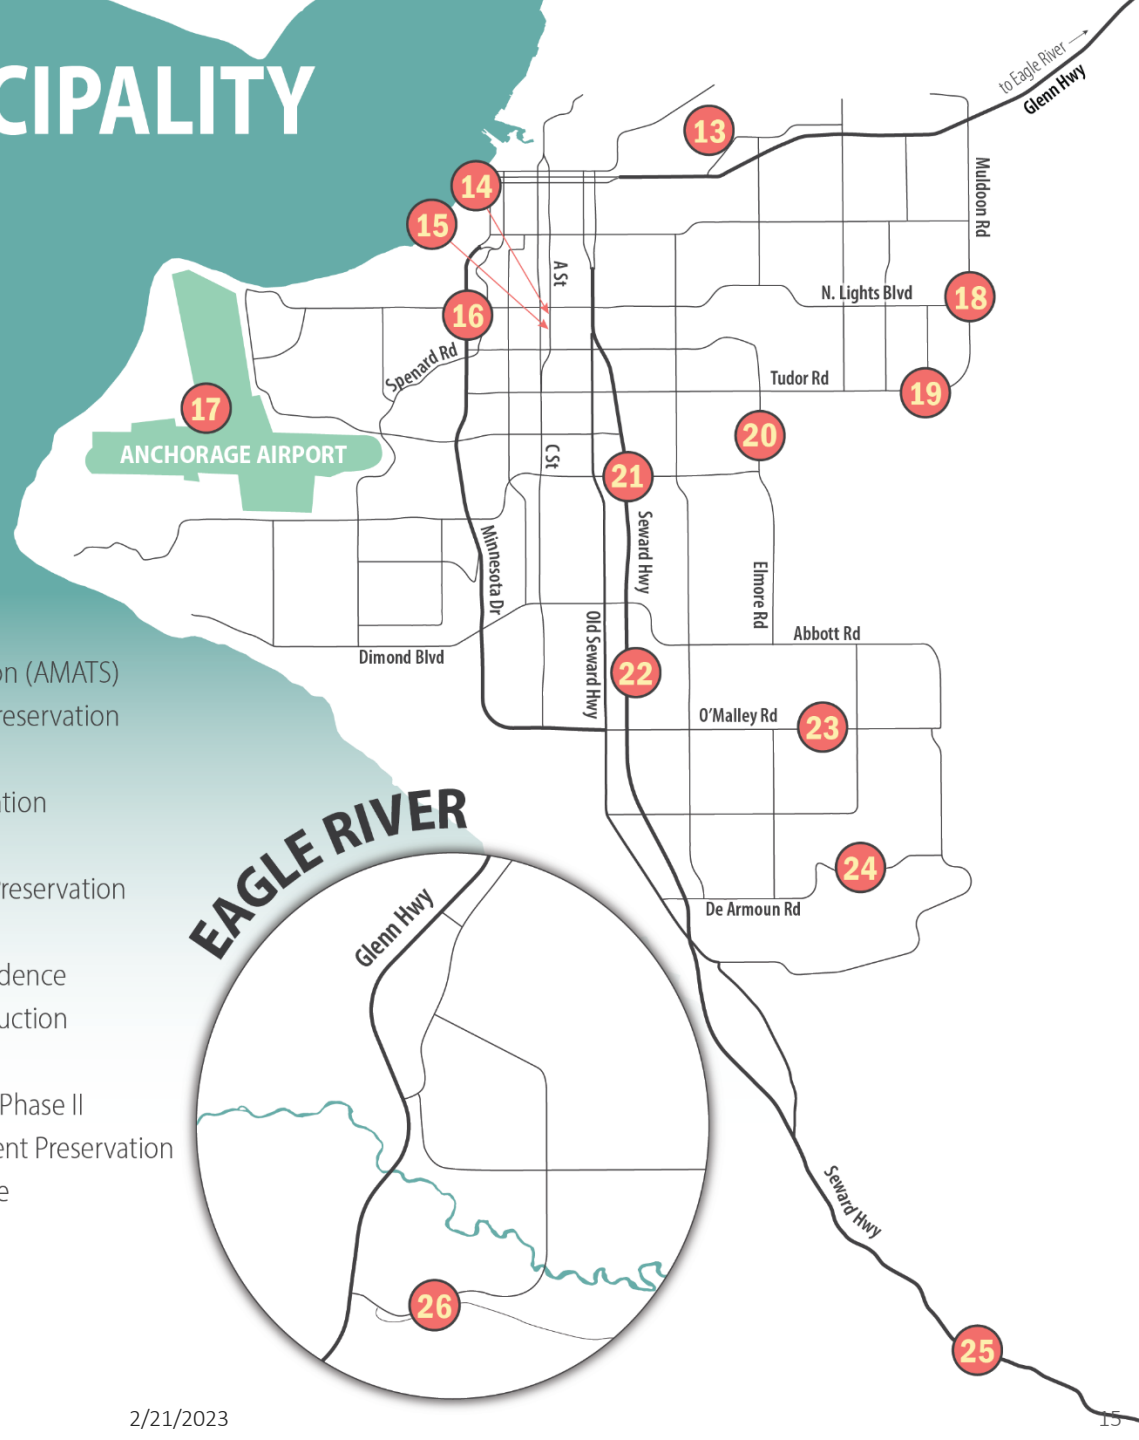 CIPALITY
to Eagle River
Glenn Hwy
13
Muldoon Rd
14
15
A St
N. Lights Blvd
18
16
Spenard Rd
Tudor Rd
19
17
20
ANCHORAGE AIRPORT
C St
21
Minnesota Dr
Seward Hwy
Elmore Rd
Old Seward Hwy
Abbott Rd
Dimond Blvd
on (AMATS)
22
reservation
O'Malley Rd
23
ation
EAGLE RIVER
24
Preservation
De Armoun Rd
Glenn Hwy
dence
uction
Phase II
ent Preservation
e
Seward Hwy
26
25
2/21/2023
15